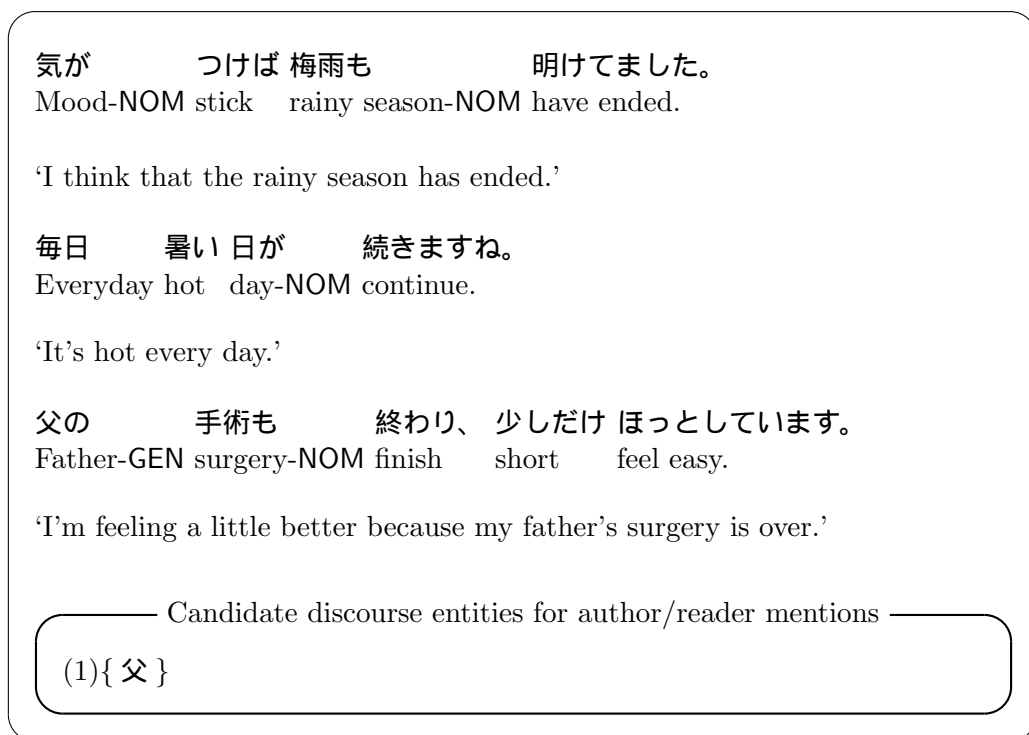 気が つけば 梅雨も 明けてました。
Mood-NOM stick rainy season-NOM have ended.
‘I think that the rainy season has ended.’
毎日 暑い 日が 続きますね。
Everyday hot day-NOM continue.
‘It's hot every day.’
父の 手術も 終わり、 少しだけ ほっとしています。
Father-GEN surgery-NOM finish short feel easy.
‘I'm feeling a little better because my father's surgery is over.’
Candidate discourse entities for author/reader mentions
(1){ 父 }